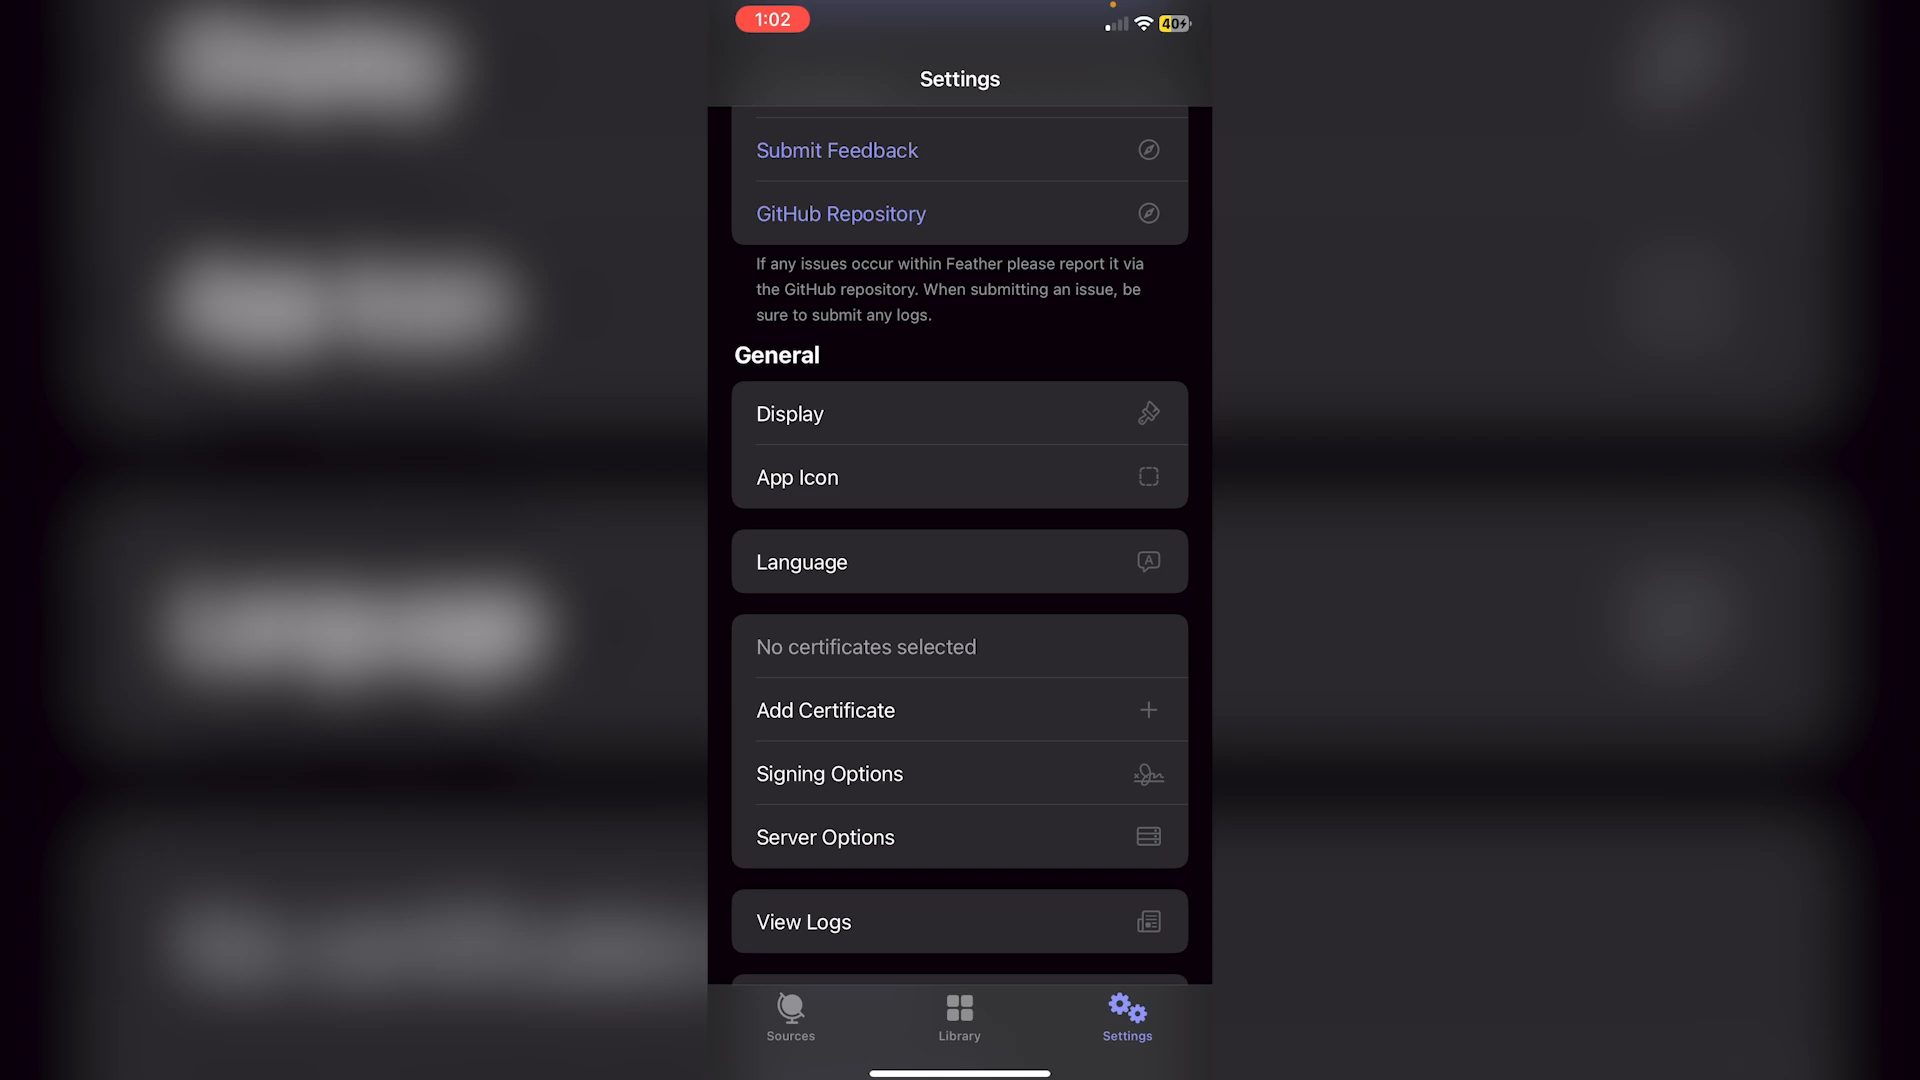 1:02
40
Settings
Submit Feedback
GitHub Repository
If any issues occur within Feather please report it via
the GitHub repository. When submitting an issue, be
sure to submit any logs.
General
Display
App Icon
Language
A
No certificates selected
Add Certificate
Signing Options
Server Options
View Logs
Sources
Library
Settings